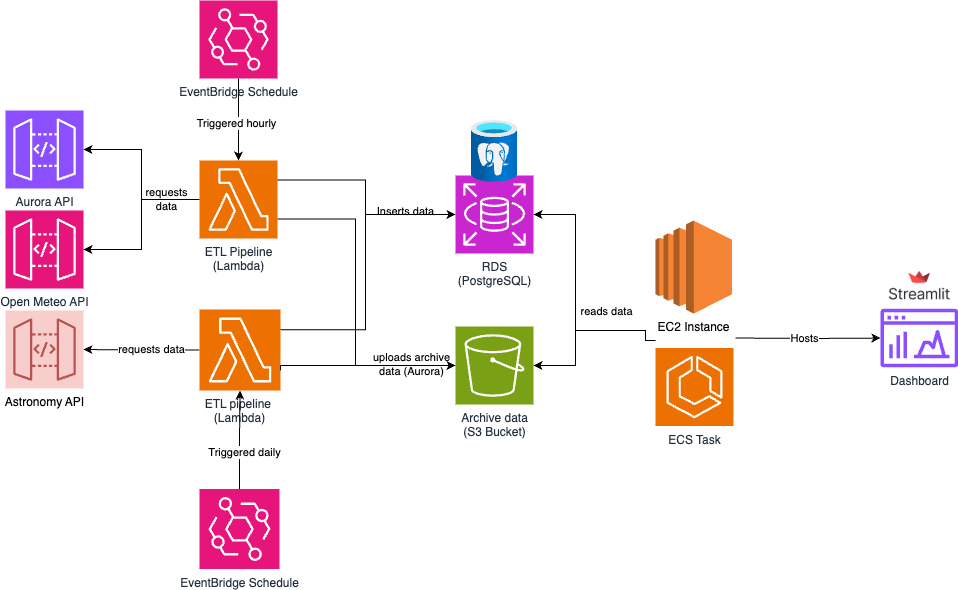 EventBridge Schedule
Triggered hourly
Aurora API
requests
data
ETL Pipeline
(Lambda)
Inserts data
RDS
(PostgreSQL)
Open Meteo API
Astronomy API
requests data
ETL pipeline
(Lambda)
uploads archive
data (Aurora)
Archive data
(S3 Bucket)
reads data
EC2 Instance
ECS Task
Hosts
Streamlit
Dashboard
Triggered daily
EventBridge Schedule